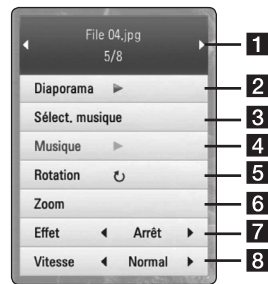 File 04.jpg 1
5/8
Diaporama 2
Sélect. musique 3
Musique 4
Rotation 5
Zoom 6
Effet Arrêt 7
Vitesse Normal 8